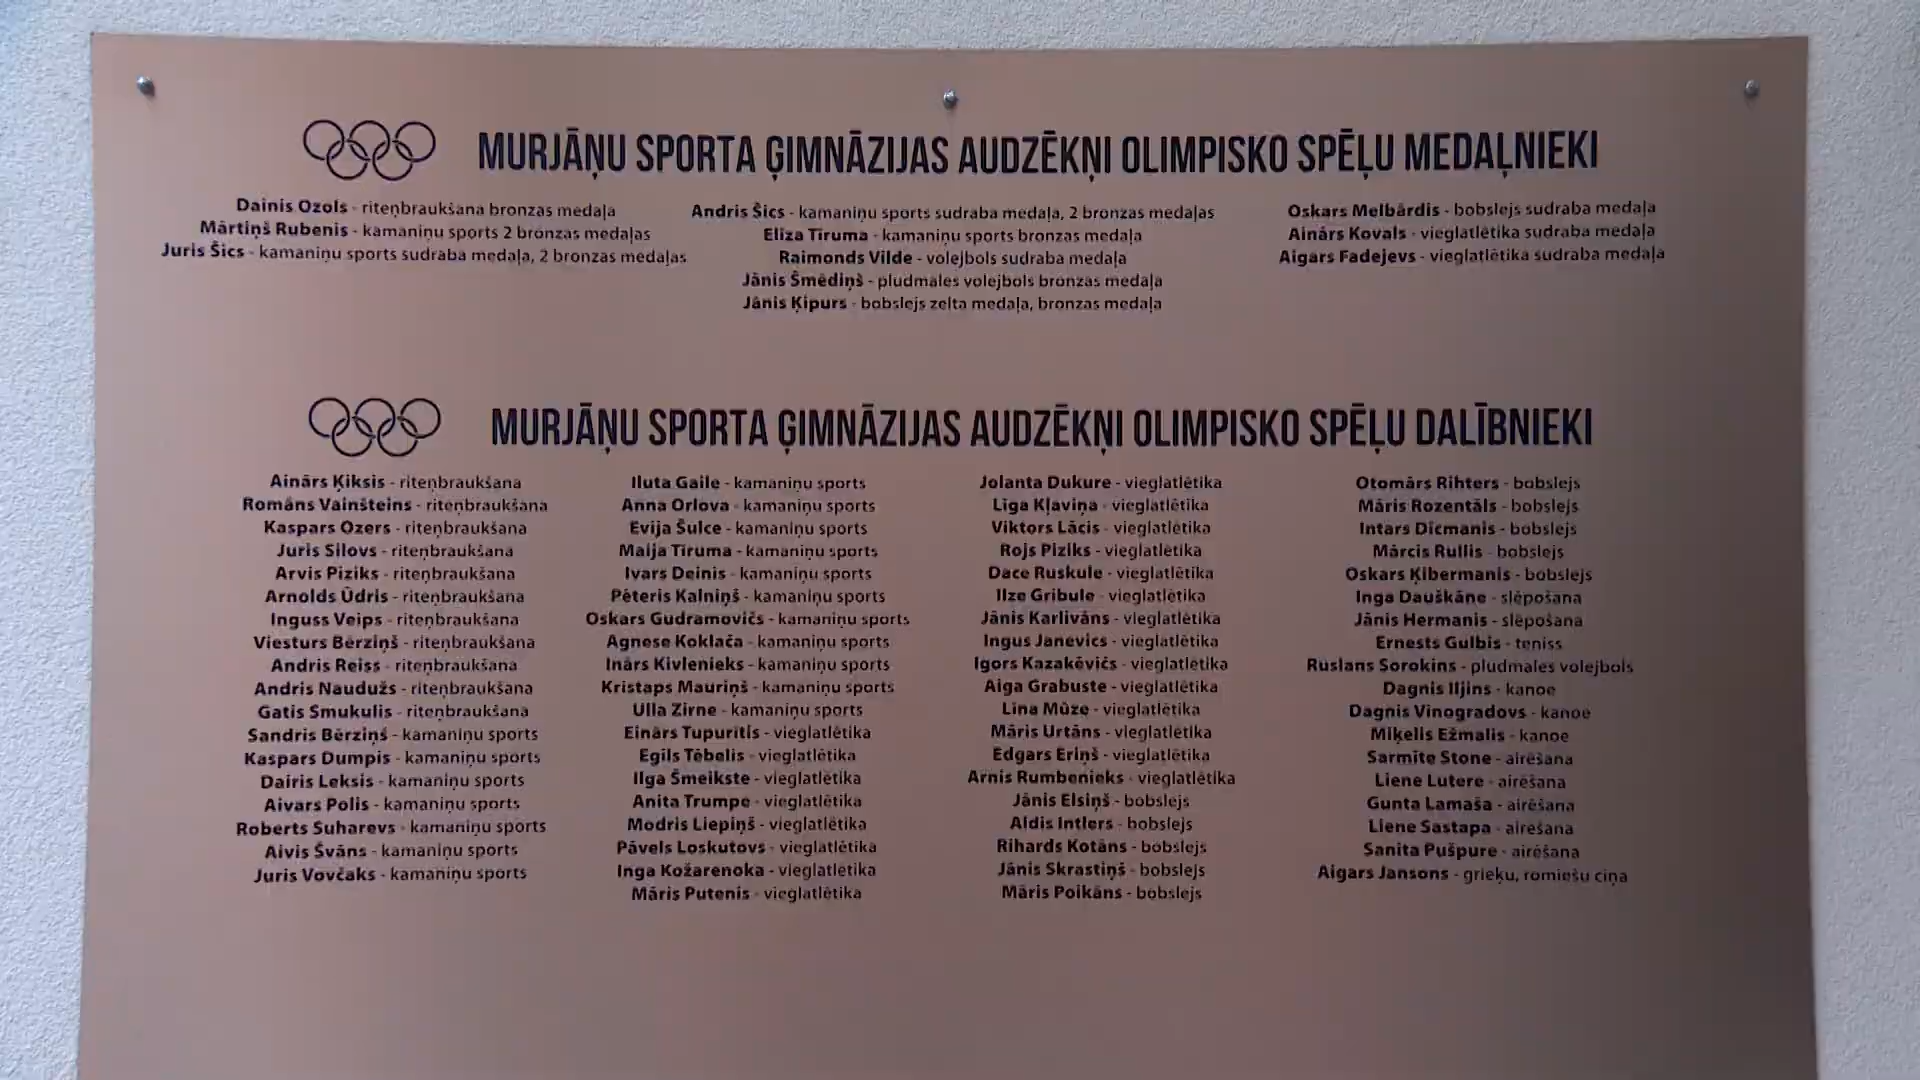 MURJĀŅU SPORTA ĢIMNĀZIJAS AUDZĒKŅI OLIMPISKO SPĒĻU MEDAĻNIEKI
Dainis Ozols - riteņbraukšana bronzas medaļa
Mārtiņš Rubenis - kamaniņu sports 2 bronzas medaļas
Juris Šics - kamaniņu sports sudraba medaļa, 2 bronzas medaļas
Andris Šics - kamaniņu sports sudraba medaļa, 2 bronzas medaļas
Elīza Tīruma - kamaniņu sports bronzas medaļa
Raimonds Vilde - volejbols sudraba medaļa
Jānis Šmēdiņš - pludmales volejbols bronzas medaļa
Jānis Ķipurs - bobslejs zelta medaļa, bronzas medaļa
Oskars Melbārdis - bobslejs sudraba medaļa
Ainārs Kovals - vieglatlētika sudraba medaļa
Aigars Fadejevs - vieglatlētika sudraba medaļa
MURJĀŅU SPORTA ĢIMNĀZIJAS AUDZĒKŅI OLIMPISKO SPĒĻU DALĪBNIEKI
Ainārs Ķiksis - riteņbraukšana
Romāns Vainšteins - riteņbraukšana
Kaspars Ozers - riteņbraukšana
Juris Silovs - riteņbraukšana
Arvis Piziks - riteņbraukšana
Arnolds Ūdris - riteņbraukšana
Inguss Veips - riteņbraukšana
Viesturs Bērziņš - riteņbraukšana
Andris Reiss - riteņbraukšana
Andris Naudužs - riteņbraukšana
Gatis Smukulis - riteņbraukšana
Sandris Bērziņš - kamaniņu sports
Kaspars Dumpis - kamaniņu sports
Dairis Leksis - kamaniņu sports
Aivars Polis - kamaniņu sports
Roberts Suharevs - kamaniņu sports
Aivis Švāns - kamaniņu sports
Juris Vovčaks - kamaniņu sports
Iluta Gaile - kamaniņu sports
Anna Orlova - kamaniņu sports
Evija Šulce - kamaniņu sports
Maija Tīruma - kamaniņu sports
Ivars Deinis - kamaniņu sports
Pēteris Kalniņš - kamaniņu sports
Oskars Gudramovičs - kamaniņu sports
Agnese Koklača - kamaniņu sports
Inārs Kivlenieks - kamaniņu sports
Kristaps Mauriņš - kamaniņu sports
Ulla Zirne - kamaniņu sports
Einārs Tupurītis - vieglatlētika
Egīls Tēbelis - vieglatlētika
Ilga Šmeikste - vieglatlētika
Anita Trumpe - vieglatlētika
Modris Liepiņš - vieglatlētika
Pāvels Loskutovs - vieglatlētika
Inga Kožarenoka - vieglatlētika
Māris Putenis - vieglatlētika
Jolanta Dukure - vieglatlētika
Līga Kļaviņa - vieglatlētika
Viktors Lācis - vieglatlētika
Rojs Piziks - vieglatlētika
Dace Ruskule - vieglatlētika
Ilze Gribule - vieglatlētika
Jānis Karlivāns - vieglatlētika
Ingus Janevics - vieglatlētika
Igors Kazakēvičs - vieglatlētika
Aiga Grabuste - vieglatlētika
Līna Mūze - vieglatlētika
Māris Urtāns - vieglatlētika
Edgars Eriņš - vieglatlētika
Arnis Rumbenieks - vieglatlētika
Jānis Elsiņš - bobslejs
Aldis Intlers - bobslejs
Rihards Kotāns - bobslejs
Jānis Skrastiņš - bobslejs
Māris Poikāns - bobslejs
Otomārs Rihters - bobslejs
Māris Rozentāls - bobslejs
Intars Dīcmanis - bobslejs
Mārcis Rullis - bobslejs
Oskars Ķibermanis - bobslejs
Inga Dauškāne - slēpošana
Jānis Hermanis - slēpošana
Ernests Gulbis - teniss
Ruslans Sorokins - pludmales volejbols
Dagnis Iļjins - kanoe
Dagnis Vinogradovs - kanoe
Miķelis Ežmalis - kanoe
Sarmīte Stone - airēšana
Liene Lutere - airēšana
Gunta Lamaša - airēšana
Liene Sastapa - airēšana
Sanita Pušpure - airēšana
Aigars Jansons - grieķu, romiešu cīņa